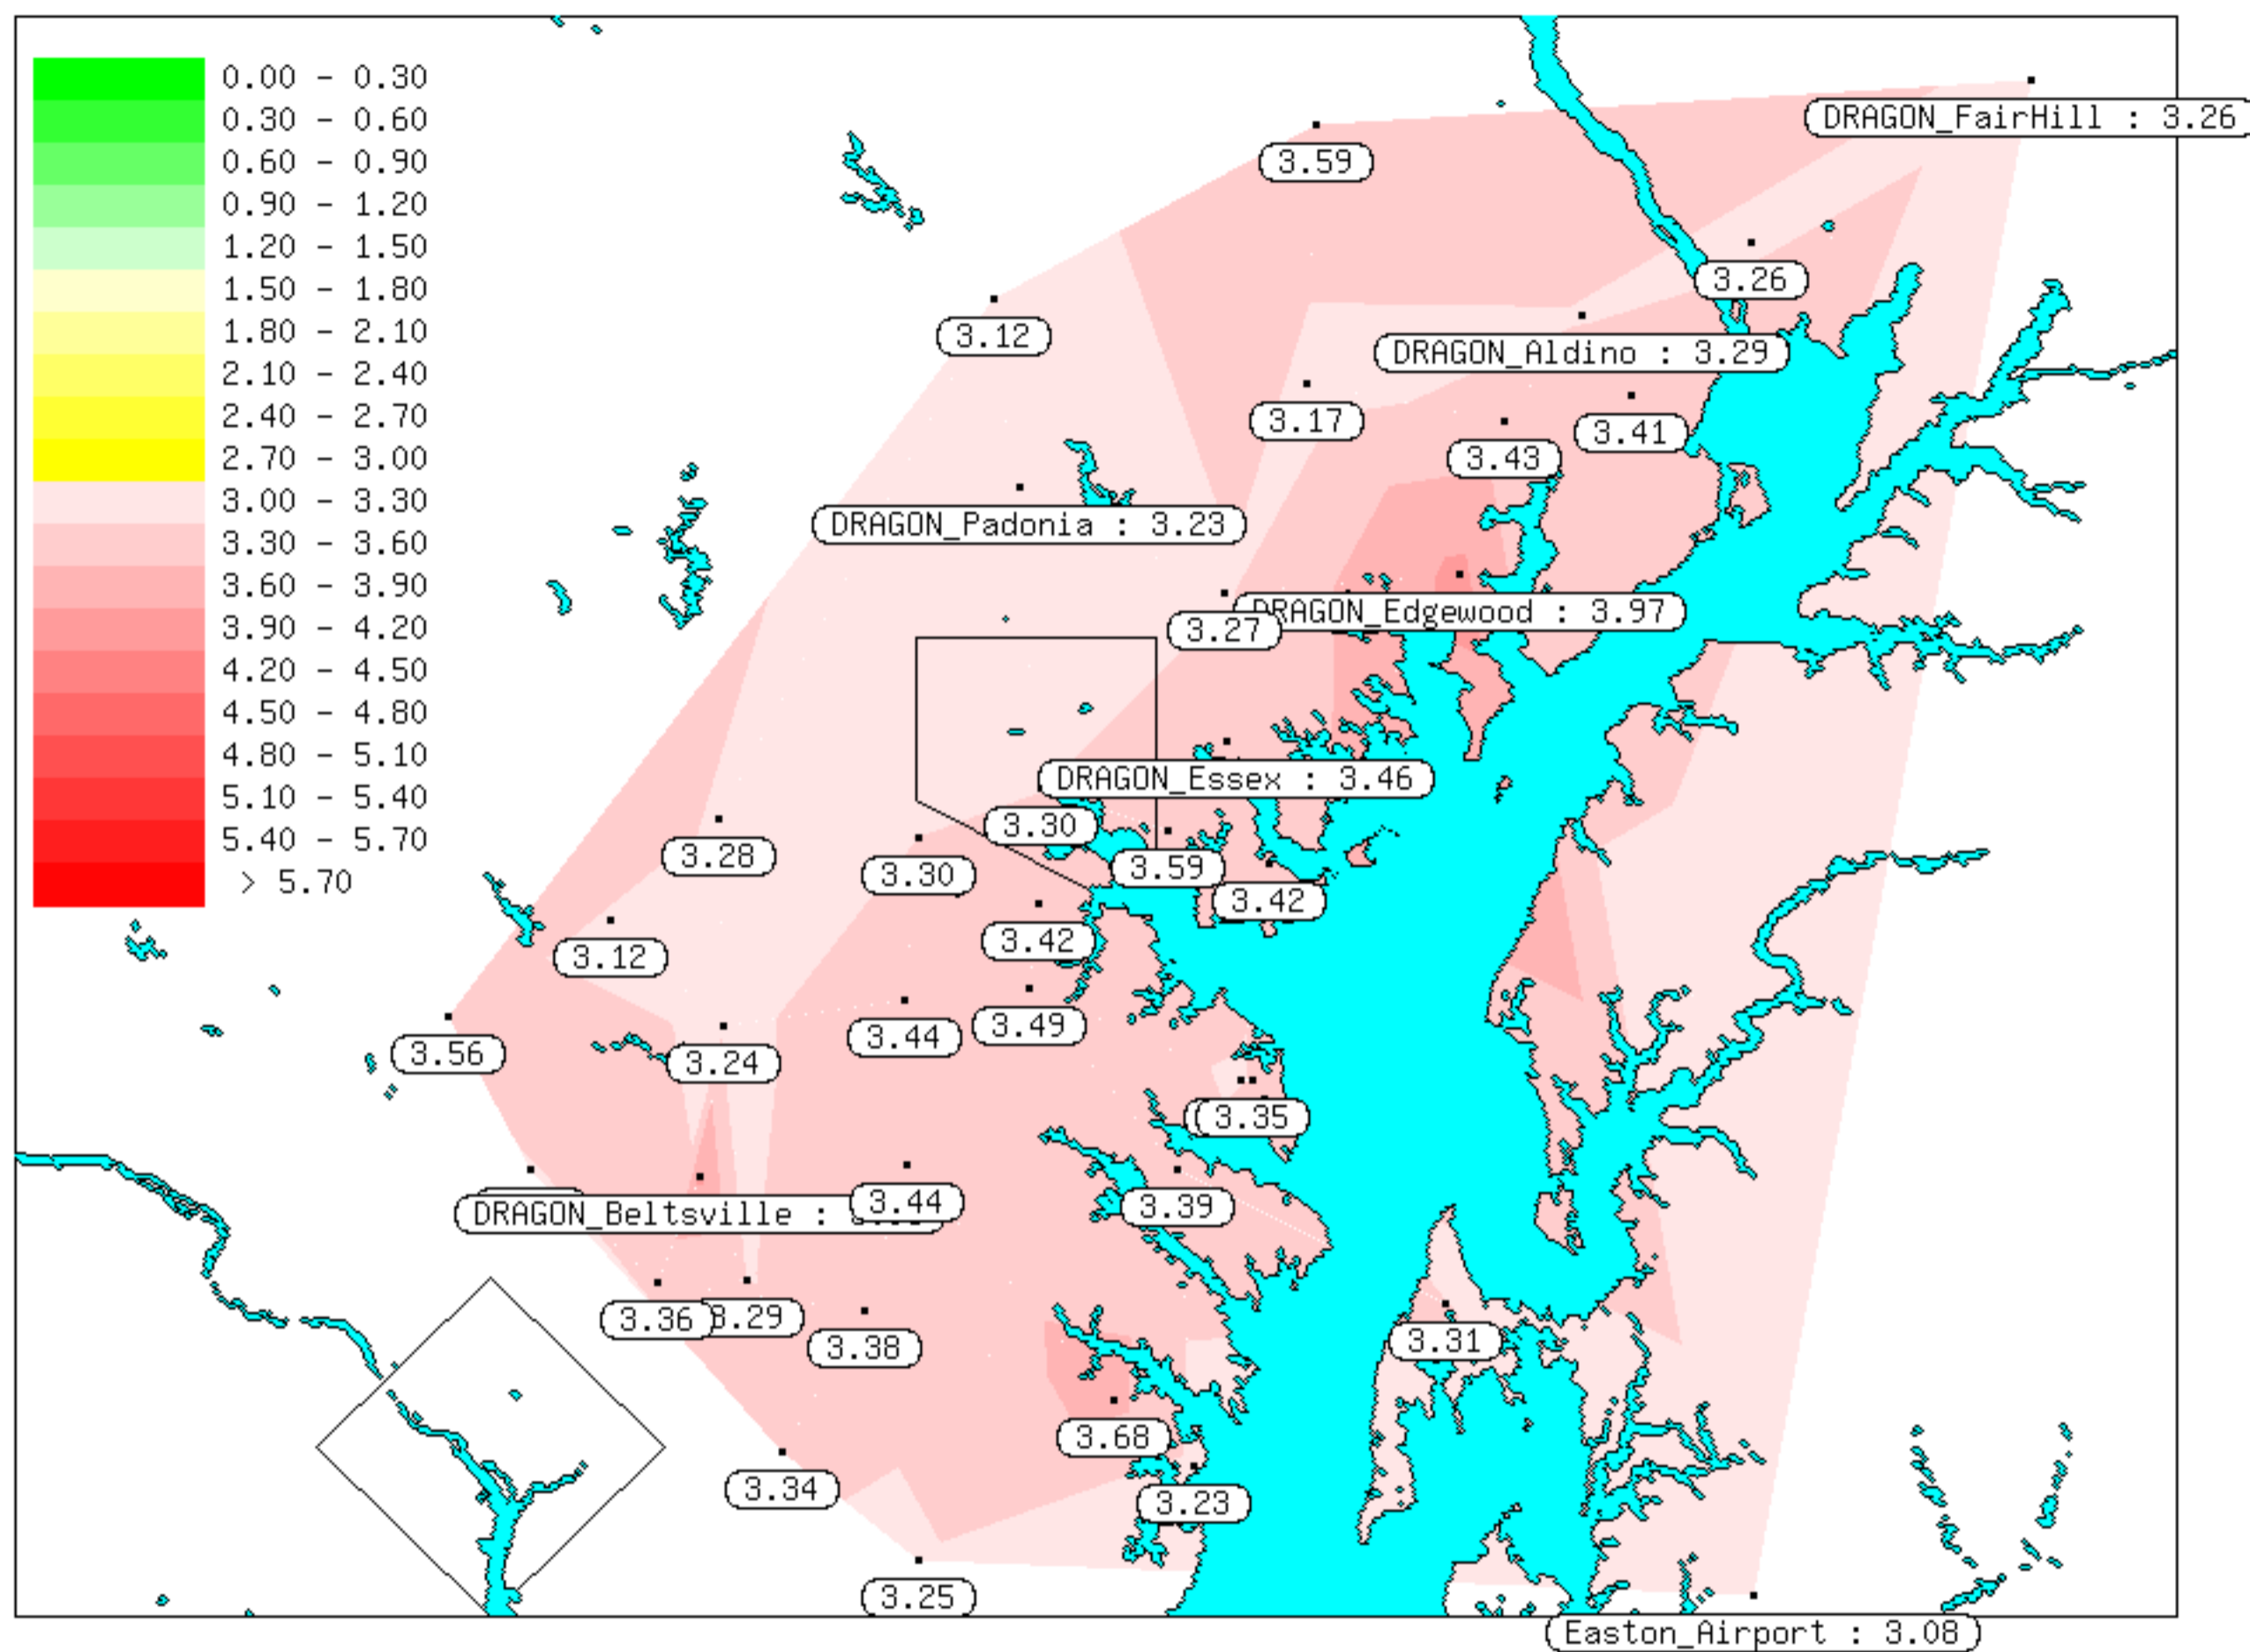 0.00 - 0.30
0.30 - 0.60
0.60 - 0.90
0.90 - 1.20
1.20 - 1.50
1.50 - 1.80
1.80 - 2.10
2.10 - 2.40
2.40 - 2.70
2.70 - 3.00
3.00 - 3.30
3.30 - 3.60
3.60 - 3.90
3.90 - 4.20
4.20 - 4.50
4.50 - 4.80
4.80 - 5.10
5.10 - 5.40
5.40 - 5.70
> 5.70
DRAGON_FairHill : 3.26
3.59
3.26
3.12
DRAGON_Aldino : 3.29
3.17
3.41
3.43
DRAGON_Padonia : 3.23
DRAGON_Edgewood : 3.97
3.27
DRAGON_Essex : 3.46
3.30
3.28
3.59
3.30
3.42
3.42
3.12
3.49
3.44
3.56
3.24
3.35
3.44
3.39
DRAGON_Beltsville :
3.36
3.29
3.38
3.31
3.68
3.34
3.23
3.25
Easton_Airport : 3.08